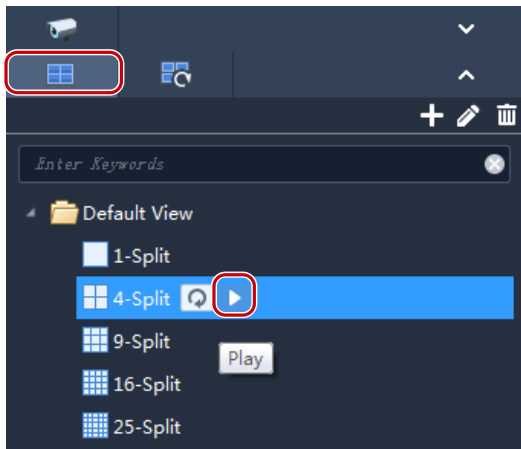 Enter Keywords
Default View
1-Split
4-Split
9-Split
Play
16-Split
25-Split